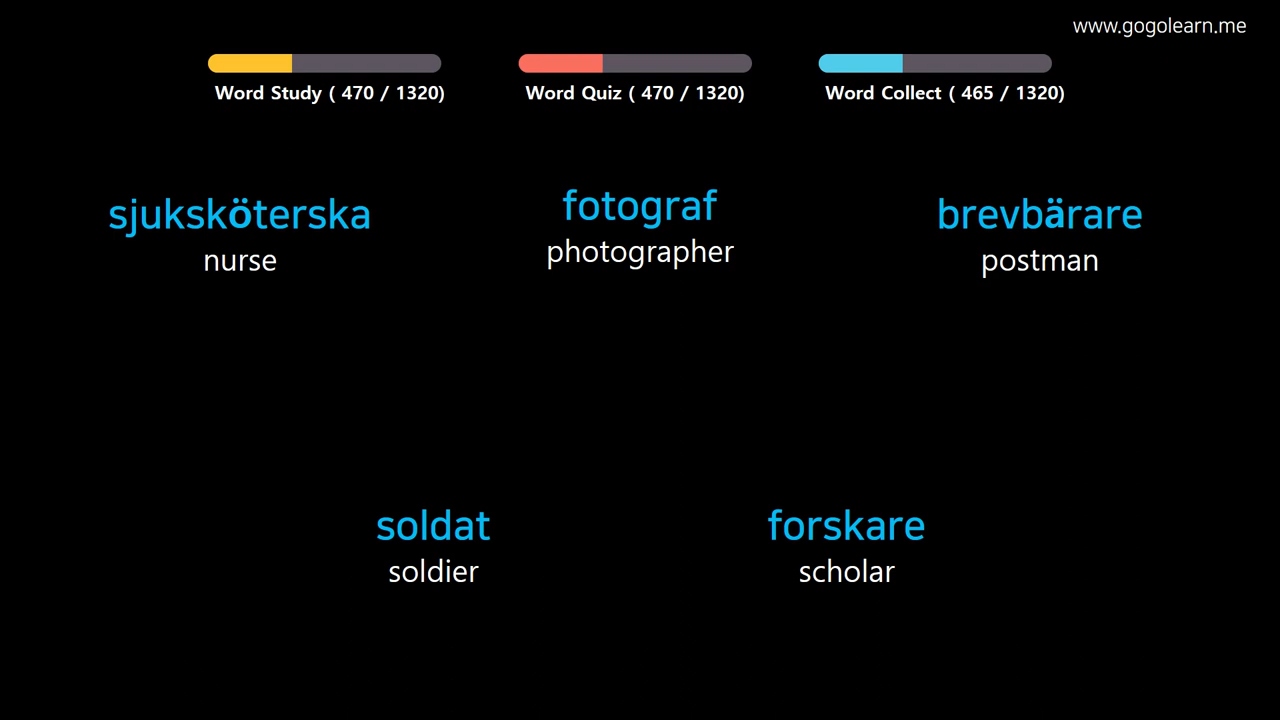 www.gogolearn.me
Word Study ( 470 / 1320)
Word Quiz ( 470 / 1320)
Word Collect ( 465 / 1320)
sjuksköterska
nurse
fotograf
photographer
brevbärare
postman
soldat
soldier
forskare
scholar